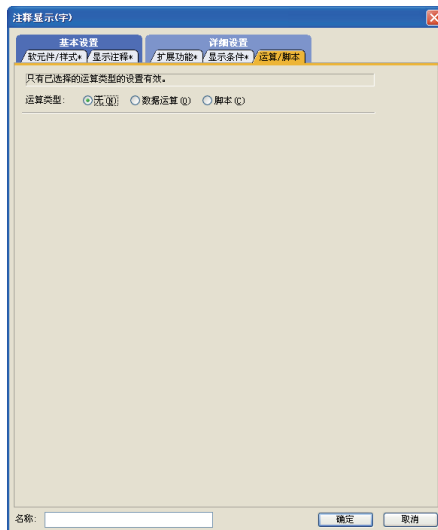 注释显示(字)
基本设置 详细设置
软元件/样式* 显示注释* 扩展功能* 显示条件* 运算/脚本
只有已选择的运算类型的设置有效。
运算类型: 无(N) 数据运算(O) 脚本(C)
名称: 确定 取消